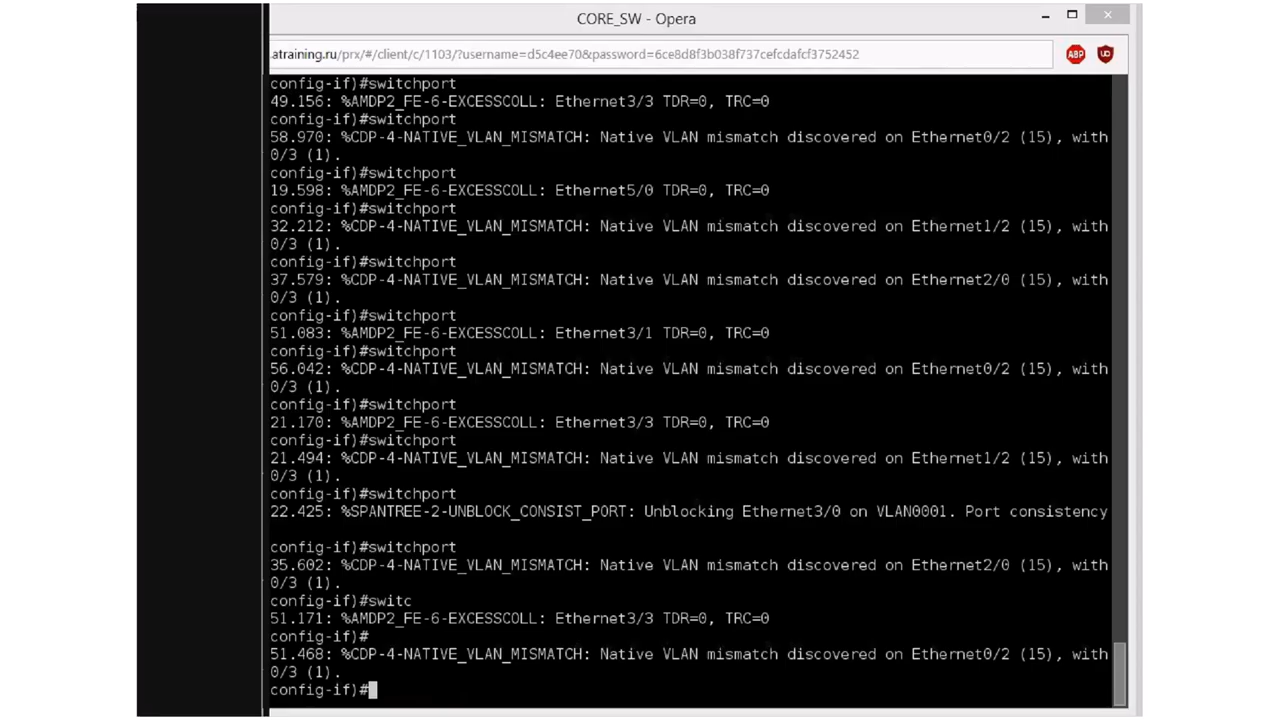 CORE_SW - Opera
atraining.ru/prx/#/client/c/1103/?username=d5c4ee70&password=6ce8d8f3b038f737cefcdafcf3752452
ABP
config-if)#switchport
49.156: %AMDP2_FE-6-EXCESSCOLL: Ethernet3/3 TDR=0, TRC=0
config-if)#switchport
58.970: %CDP-4-NATIVE_VLAN_MISMATCH: Native VLAN mismatch discovered on Ethernet0/2 (15), with
0/3 (1).
config-if)#switchport
19.598: %AMDP2_FE-6-EXCESSCOLL: Ethernet5/0 TDR=0, TRC=0
config-if)#switchport
32.212: %CDP-4-NATIVE_VLAN_MISMATCH: Native VLAN mismatch discovered on Ethernet1/2 (15), with
0/3 (1).
config-if)#switchport
37.579: %CDP-4-NATIVE_VLAN_MISMATCH: Native VLAN mismatch discovered on Ethernet2/0 (15), with
0/3 (1).
config-if)#switchport
51.083: %AMDP2_FE-6-EXCESSCOLL: Ethernet3/1 TDR=0, TRC=0
config-if)#switchport
56.042: %CDP-4-NATIVE_VLAN_MISMATCH: Native VLAN mismatch discovered on Ethernet0/2 (15), with
0/3 (1).
config-if)#switchport
21.170: %AMDP2_FE-6-EXCESSCOLL: Ethernet3/3 TDR=0, TRC=0
config-if)#switchport
21.494: %CDP-4-NATIVE_VLAN_MISMATCH: Native VLAN mismatch discovered on Ethernet1/2 (15), with
0/3 (1).
config-if)#switchport
22.425: %SPANTREE-2-UNBLOCK_CONSIST_PORT: Unblocking Ethernet3/0 on VLAN0001. Port consistency
config-if)#switchport
35.602: %CDP-4-NATIVE_VLAN_MISMATCH: Native VLAN mismatch discovered on Ethernet2/0 (15), with
0/3 (1).
config-if)#switc
51.171: %AMDP2_FE-6-EXCESSCOLL: Ethernet3/3 TDR=0, TRC=0
config-if)#
51.468: %CDP-4-NATIVE_VLAN_MISMATCH: Native VLAN mismatch discovered on Ethernet0/2 (15), with
0/3 (1).
config-if)#